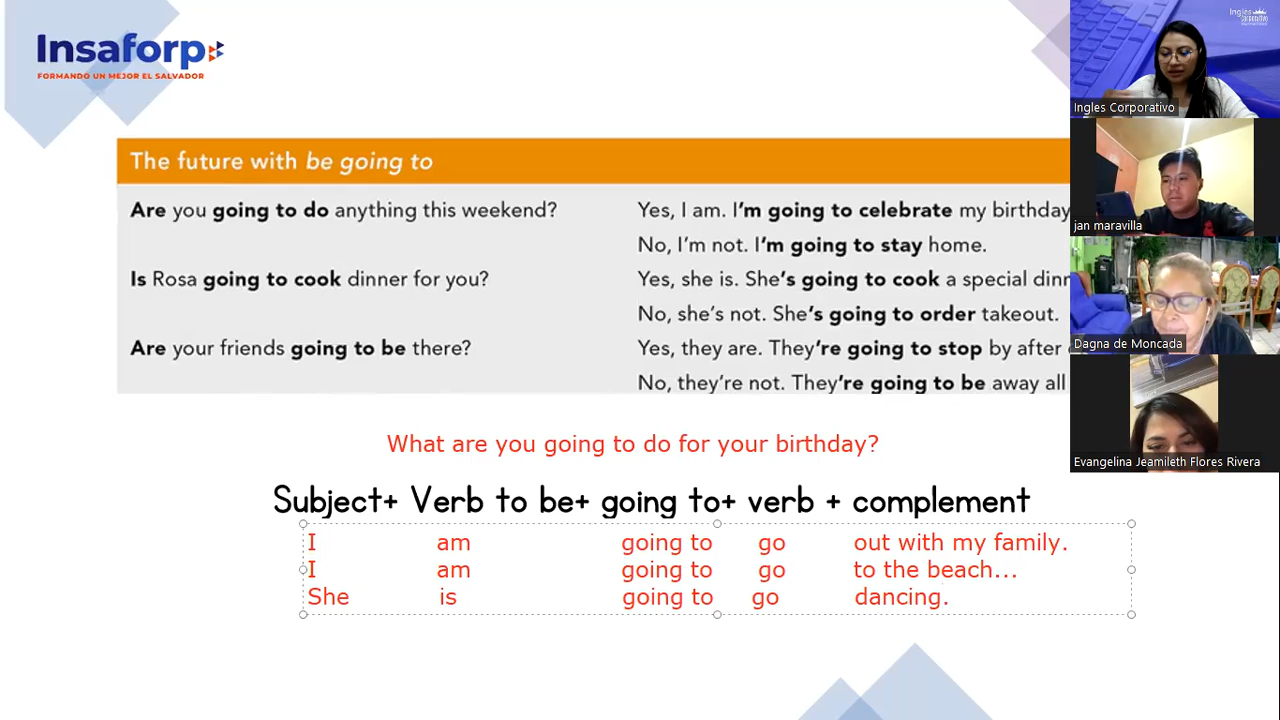 Insaforp
FORMANDO UN MEJOR EL SALVADOR
The future with be going to
Are you going to do anything this weekend?
Yes, I am. I'm going to celebrate my birthday
No, I'm not. I'm going to stay home.
Is Rosa going to cook dinner for you?
Yes, she is. She's going to cook a special
No, she's not. She's going to order takeout.
Are your friends going to be there?
Yes, they are. They're going to stop by after
No, they're not. They're going to be away all
What are you going to do for your birthday?
Subject+ Verb to be+ going to+ verb + complement
I am going to go out with my family.
I am going to go to the beach...
She is going to go dancing.
Ingles
Ingles Corporativo
jan maravilla
Dagna de Moncada
Evangelina Jeamileth Flores Rivera